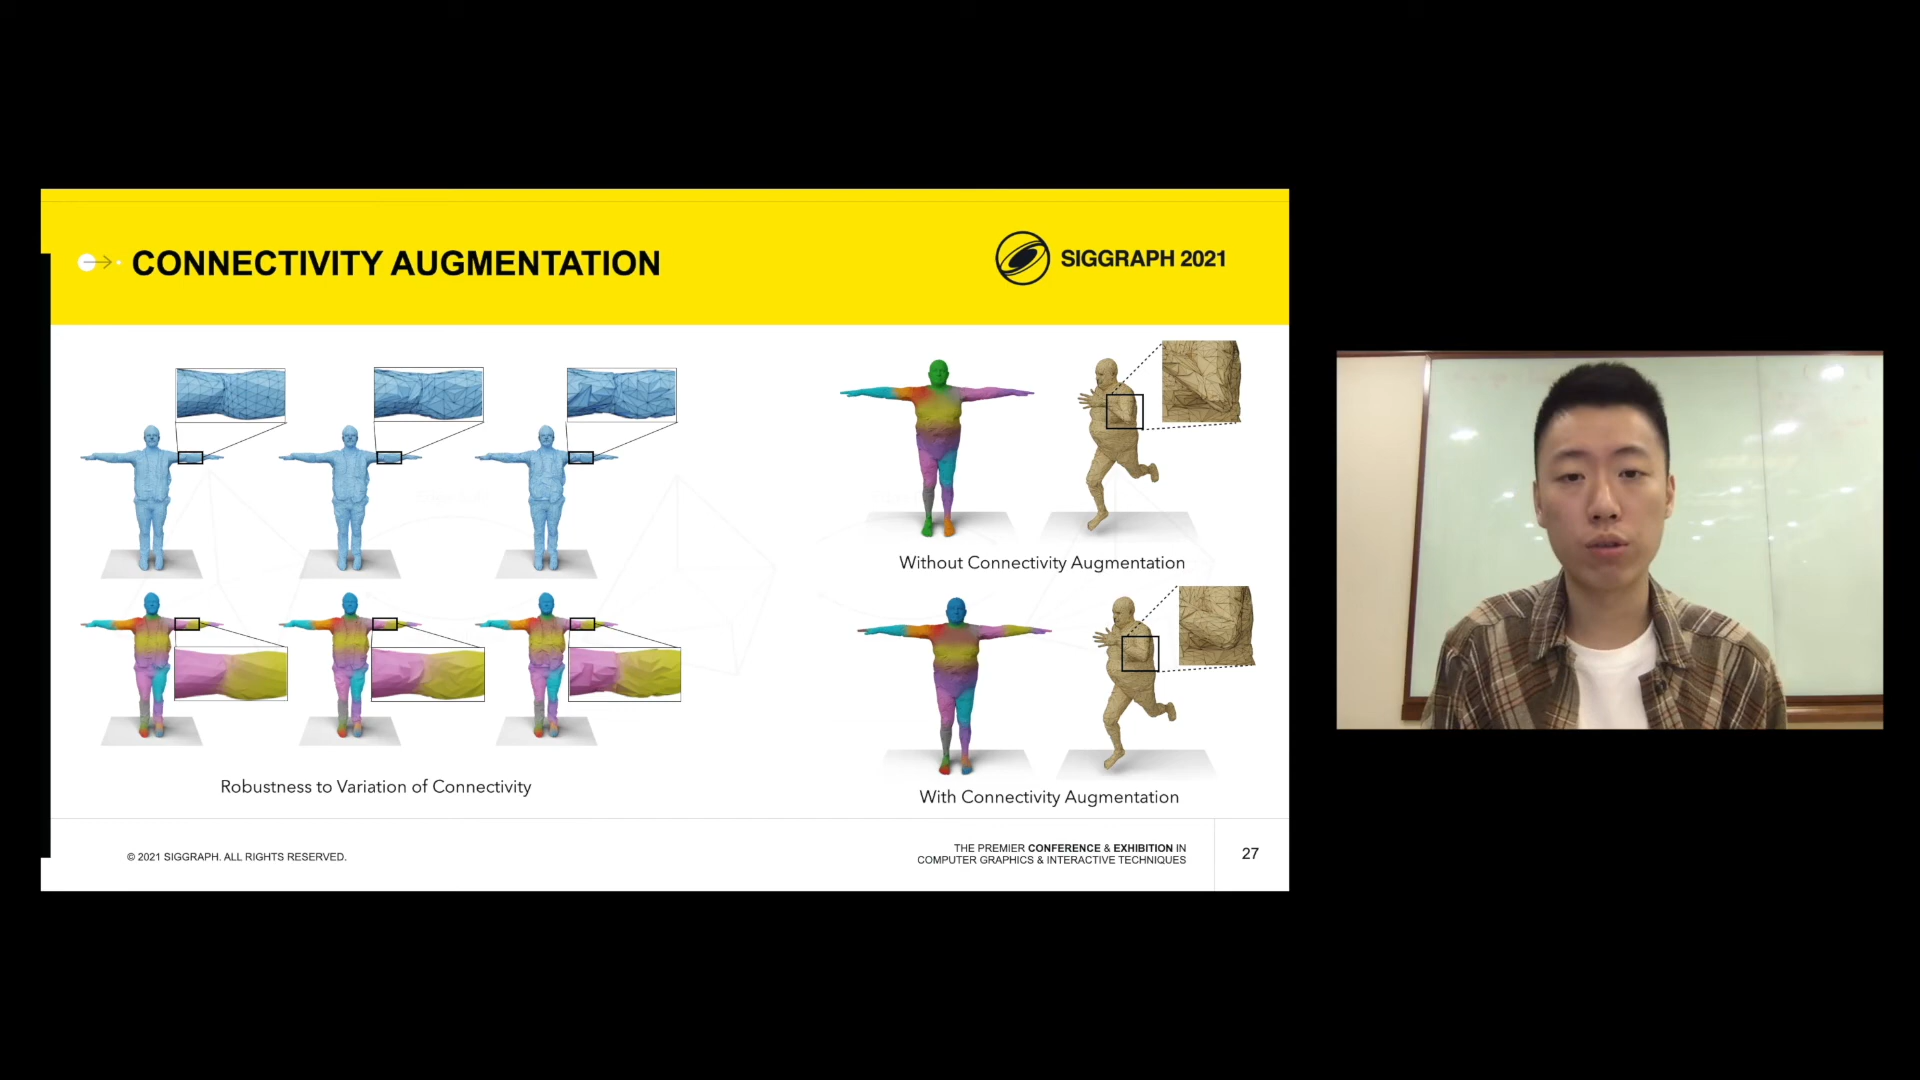 CONNECTIVITY AUGMENTATION
SIGGRAPH 2021
Without Connectivity Augmentation
Robustness to Variation of Connectivity
With Connectivity Augmentation
© 2021 SIGGRAPH. ALL RIGHTS RESERVED.
THE PREMIER CONFERENCE & EXHIBITION IN
COMPUTER GRAPHICS & INTERACTIVE TECHNIQUES
27